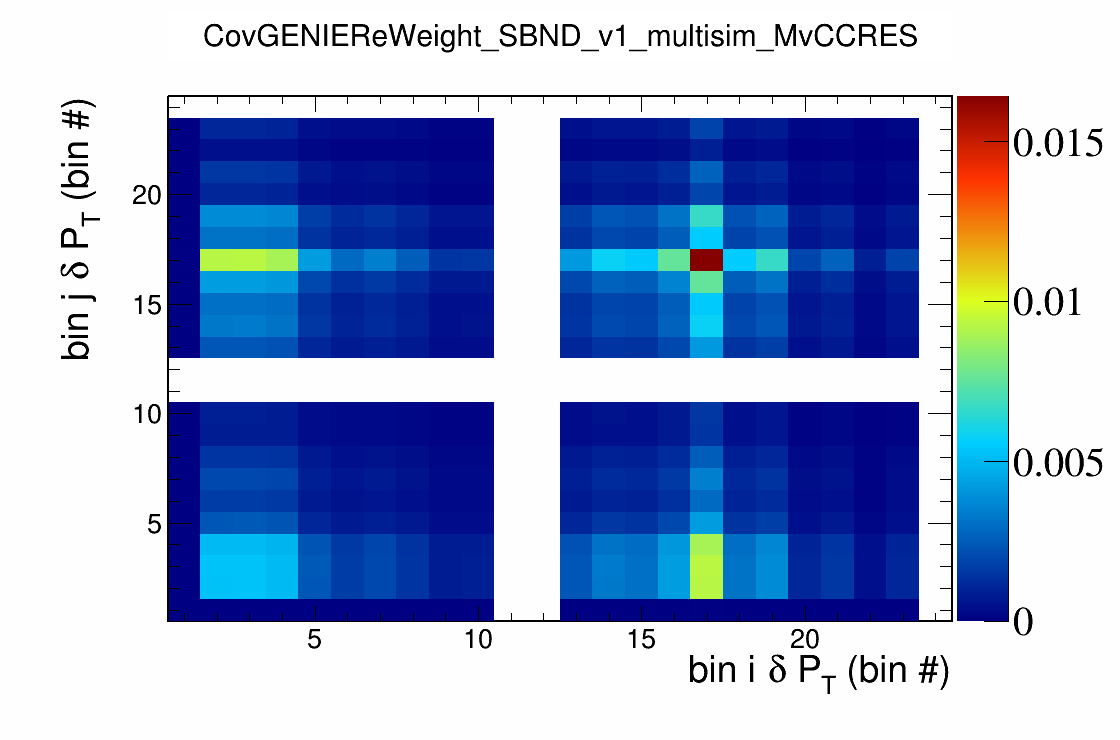 CovGENIEReWeight_SBND_v1_multisim_MvCCRES
bin j δ P_T (bin #)
20
15
10
5
5 10 15 20
bin i δ P_T (bin #)
0.015
0.01
0.005
0